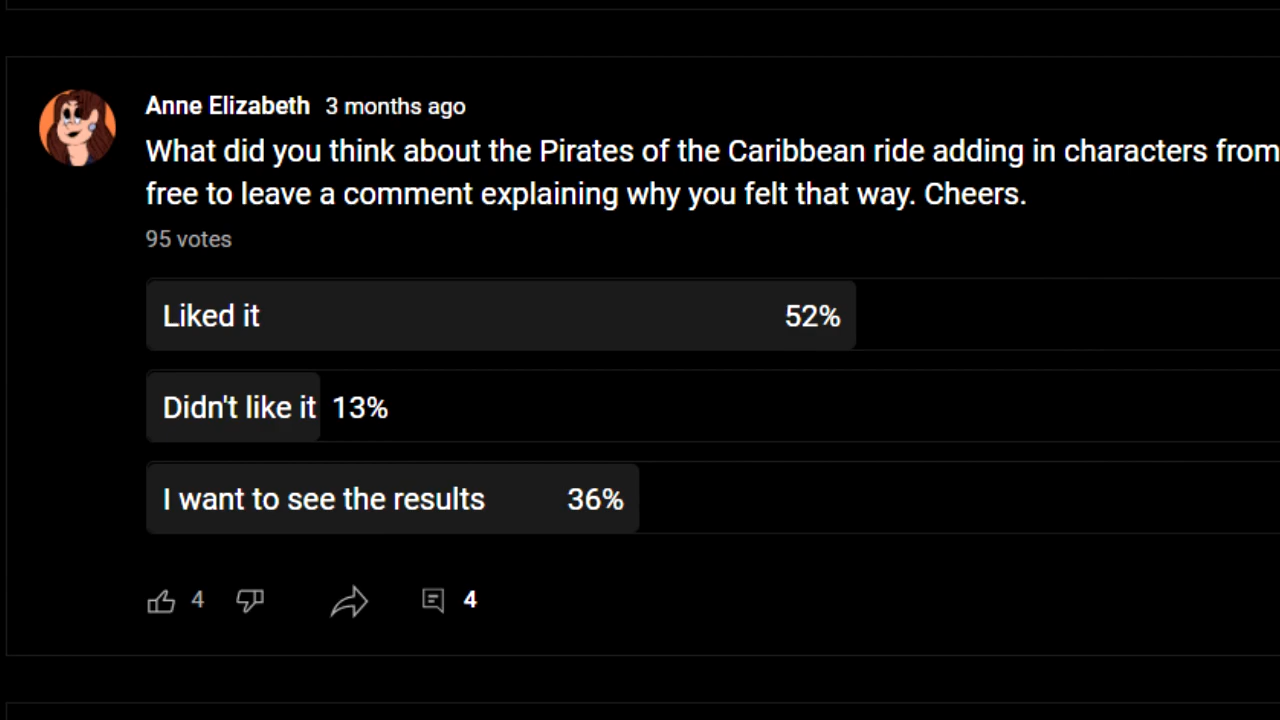 Anne Elizabeth 3 months ago
What did you think about the Pirates of the Caribbean ride adding in characters from
free to leave a comment explaining why you felt that way. Cheers.
95 votes
Liked it 52%
Didn't like it 13%
I want to see the results 36%
4 4